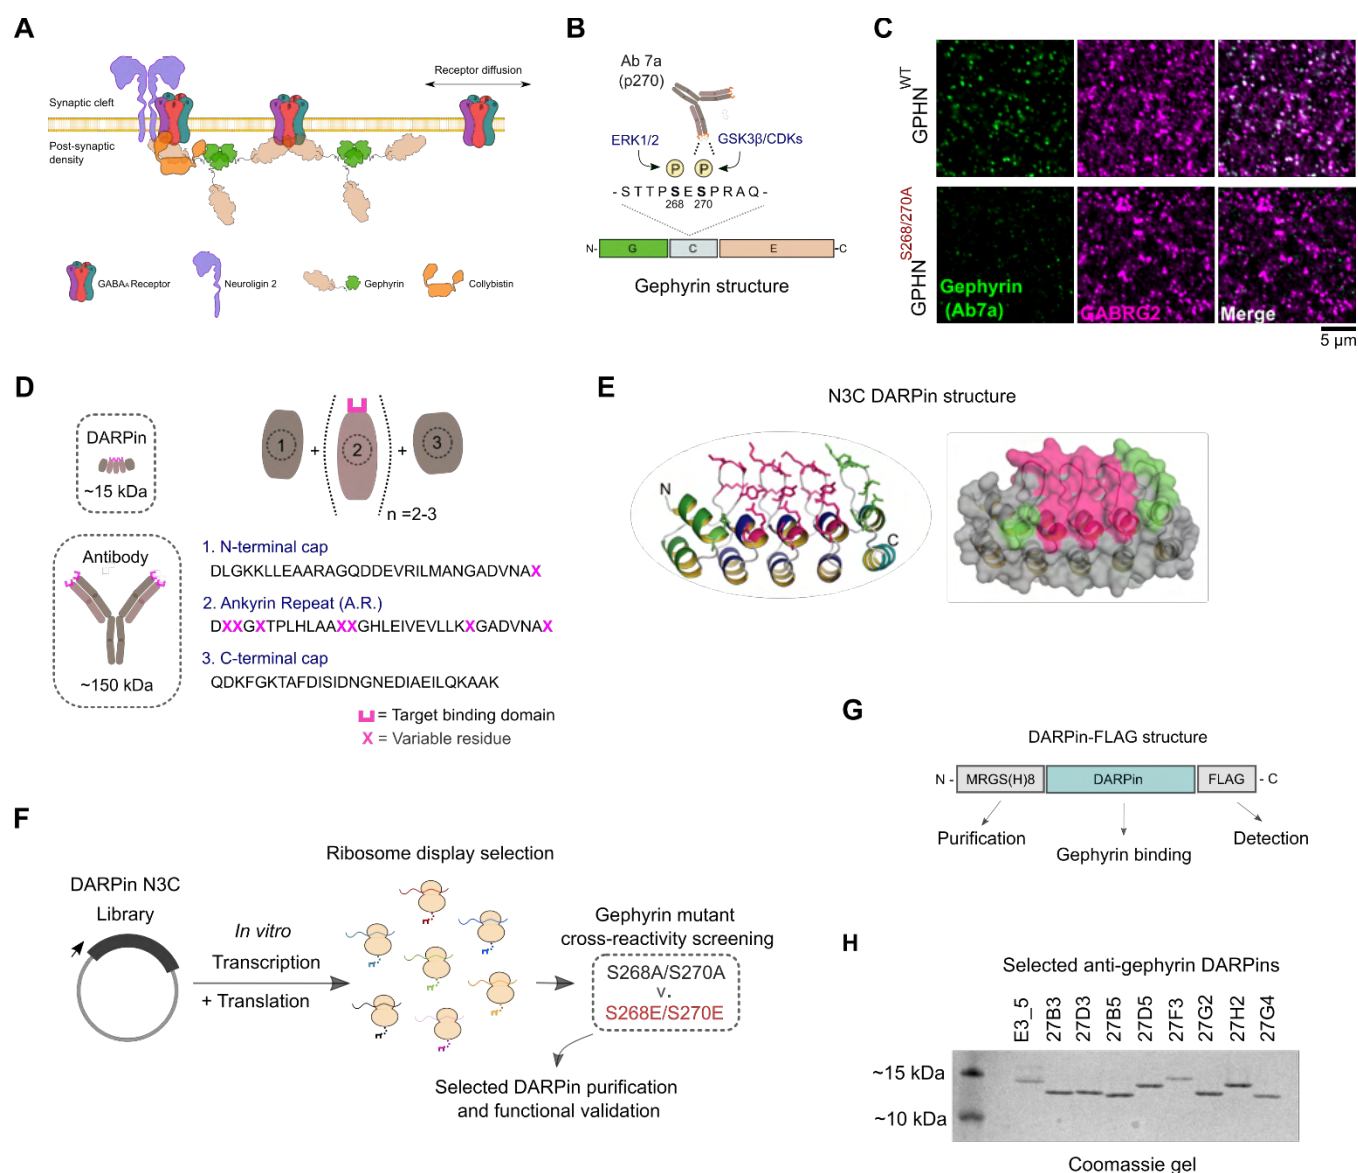 A
Receptor diffusion
Synaptic cleft
Post-synaptic
density
GABAA Receptor
Neuroligin 2
Gephyrin
Collybistin
B
Ab 7a
(p270)
ERK1/2
GSK3β/CDKs
P
P
- S T T P S E S P R A Q -
268
270
N-
G
C
E
-C
Gephyrin structure
C
GPHN WT
GPHN S268/270A
Gephyrin
(Ab7a)
GABRG2
Merge
5 µm
D
DARPin
~15 kDa
Antibody
~150 kDa
1
+
2
+
3
n =2-3
1. N-terminal cap
DLGKKLLEAARAGQDDEVRILMANGADVNAX
2. Ankyrin Repeat (A.R.)
DXXGXTPLHLAAXXGHLEIVEVLLKXGADVNAX
3. C-terminal cap
QDKFGKTAFDISIDNGNEDIAEILQKAAK
= Target binding domain
X = Variable residue
E
N3C DARPin structure
N
C
F
DARPin N3C
Library
In vitro
Transcription
+ Translation
Ribosome display selection
Gephyrin mutant
cross-reactivity screening
S268A/S270A
v.
S268E/S270E
Selected DARPin purification
and functional validation
G
DARPin-FLAG structure
N -
MRGS(H)8
DARPin
FLAG
- C
Purification
Gephyrin binding
Detection
H
Selected anti-gephyrin DARPins
E3_5
27B3
27D3
27B5
27D5
27F3
27G2
27H2
27G4
~15 kDa
~10 kDa
Coomassie gel